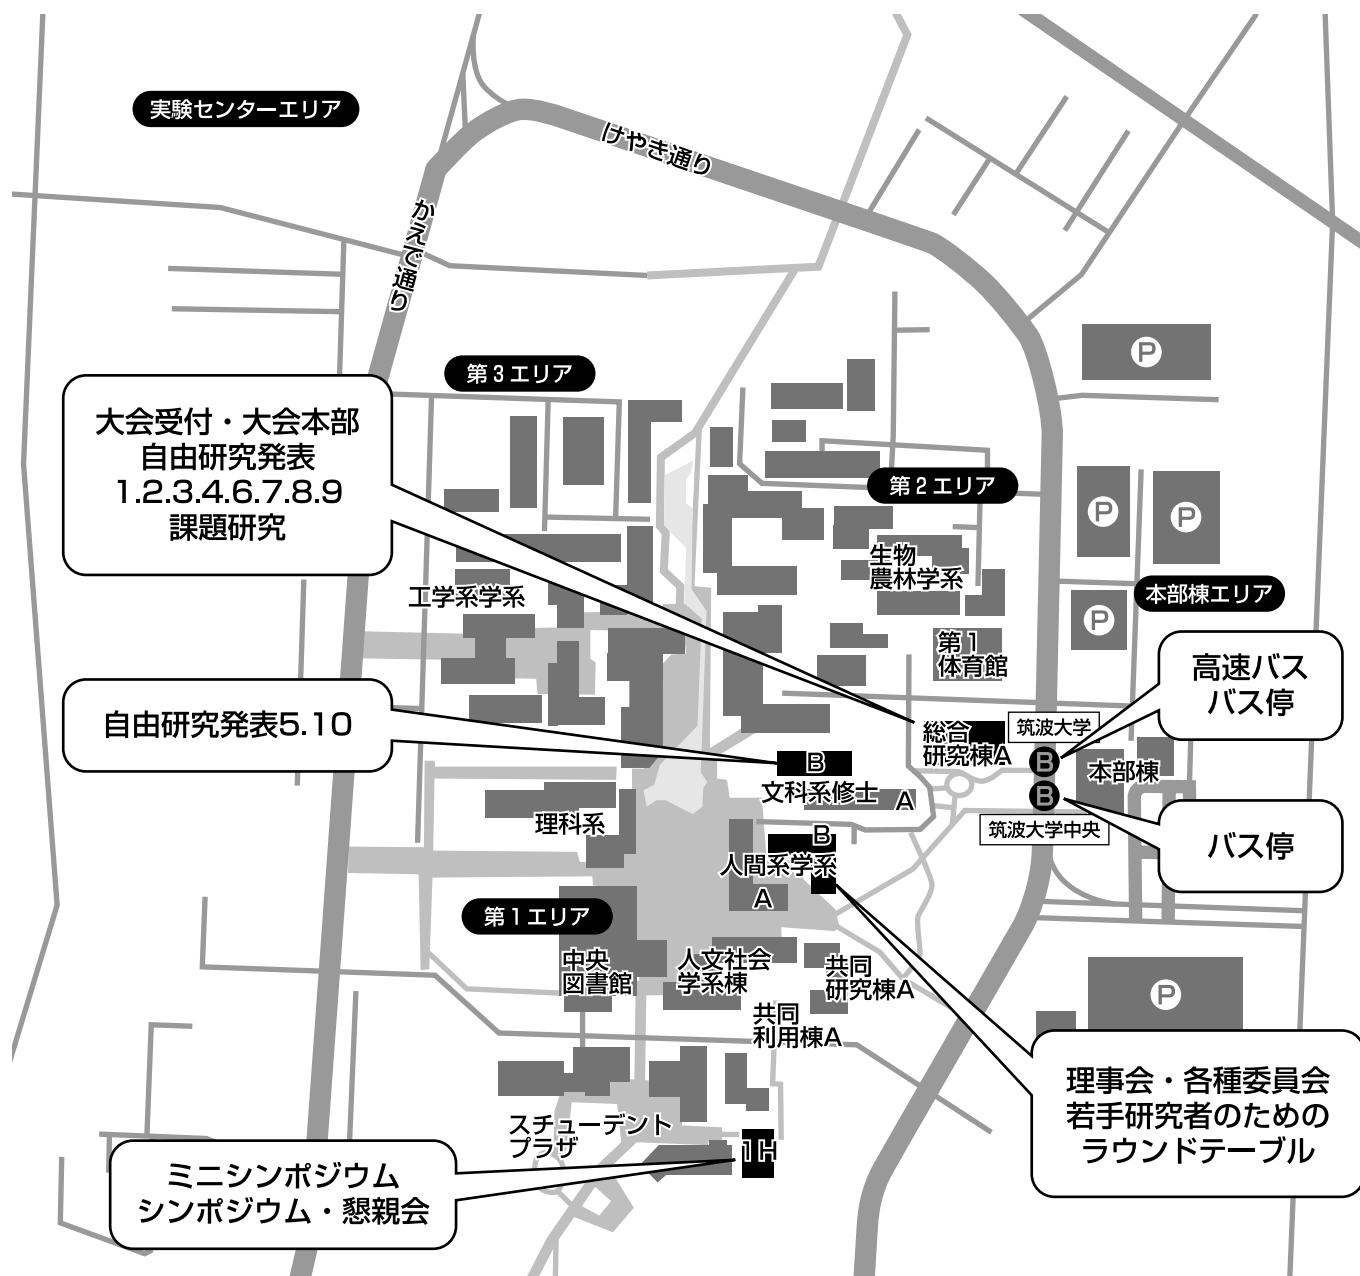 実験センターエリア
けやき通り
かえで通り
第3エリア
P
大会受付・大会本部
自由研究発表
1.2.3.4.6.7.8.9
課題研究
第2エリア
P
P
生物
農林学系
工学系学系
本部棟エリア
P
第1
体育館
高速バス
バス停
自由研究発表5.10
総合
研究棟A
筑波大学
B
本部棟
B
文科系修士
A
B
筑波大学中央
理科系
B
人間系学系
A
バス停
第1エリア
中央
図書館
人文社会
学系棟
共同
研究棟A
P
共同
利用棟A
理事会・各種委員会
若手研究者のための
ラウンドテーブル
スチューデント
プラザ
1H
ミニシンポジウム
シンポジウム・懇親会